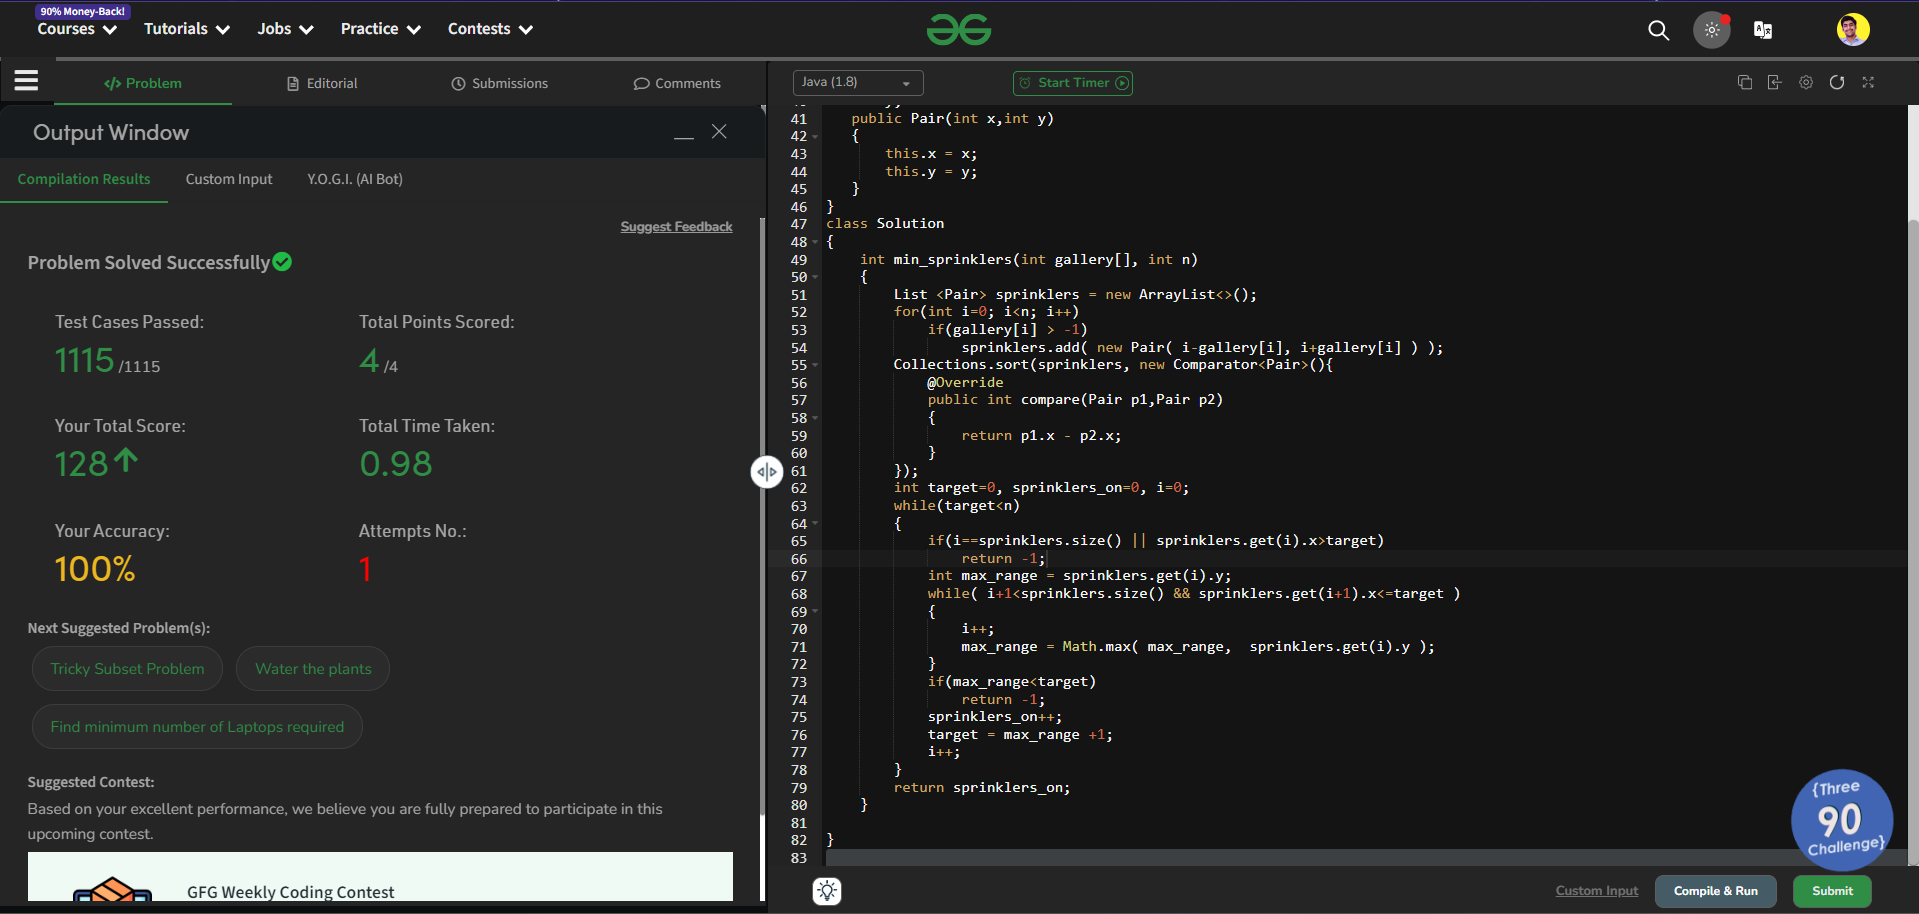 90% Money-Back!
Courses Tutorials Jobs Practice Contests
Problem Editorial Submissions Comments
Output Window
Compilation Results Custom Input Y.O.G.I. (AI Bot)
Suggest Feedback
Problem Solved Successfully
Test Cases Passed: Total Points Scored:
1115 /1115 4 /4
Your Total Score: Total Time Taken:
128 0.98
Your Accuracy: Attempts No.:
100% 1
Next Suggested Problem(s):
Tricky Subset Problem Water the plants
Find minimum number of Laptops required
Suggested Contest:
Based on your excellent performance, we believe you are fully prepared to participate in this
upcoming contest.
GFG Weekly Coding Contest
Java (1.8) Start Timer
41 public Pair(int x,int y)
42 {
43 this.x = x;
44 this.y = y;
45 }
46 }
47 class Solution
48 {
49 int min_sprinklers(int gallery[], int n)
50 {
51 List <Pair> sprinklers = new ArrayList<>();
52 for(int i=0; i<n; i++)
53 if(gallery[i] > -1)
54 sprinklers.add( new Pair( i-gallery[i], i+gallery[i] ) );
55 Collections.sort(sprinklers, new Comparator<Pair>(){
56 @Override
57 public int compare(Pair p1,Pair p2)
58 {
59 return p1.x - p2.x;
60 }
61 });
62 int target=0, sprinklers_on=0, i=0;
63 while(target<n)
64 {
65 if(i==sprinklers.size() || sprinklers.get(i).x>target)
66 return -1;
67 int max_range = sprinklers.get(i).y;
68 while( i+1<sprinklers.size() && sprinklers.get(i+1).x<=target )
69 {
70 i++;
71 max_range = Math.max( max_range,  sprinklers.get(i).y );
72 }
73 if(max_range<target)
74 return -1;
75 sprinklers_on++;
76 target = max_range +1;
77 i++;
78 }
79 return sprinklers_on;
80 }
81
82 }
83
{Three
90
Challenge}
Custom Input Compile & Run Submit